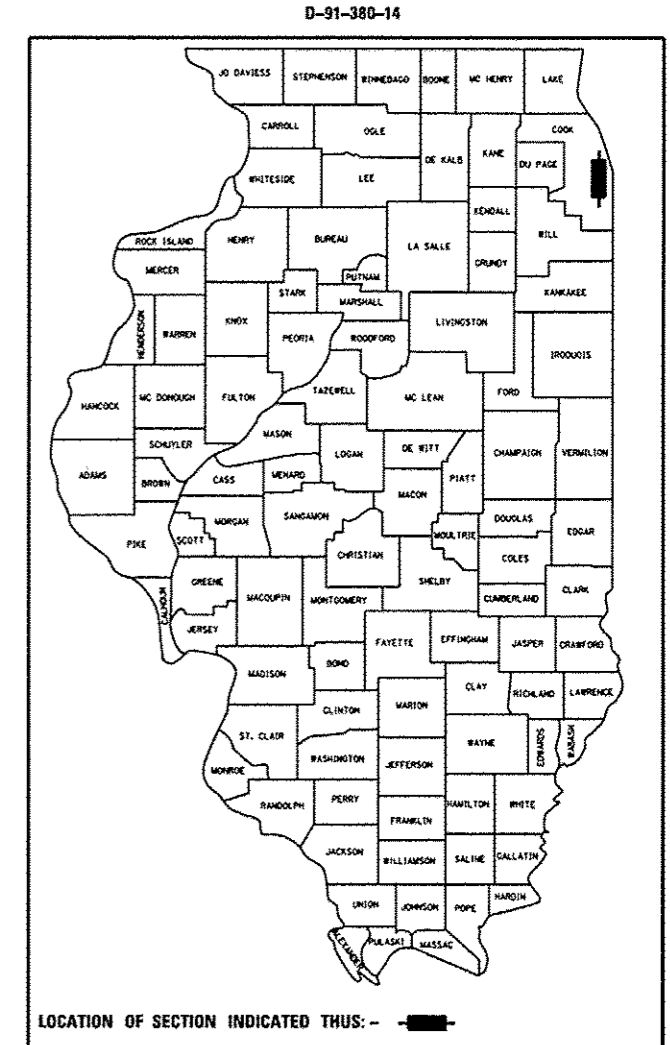 D-91-380-14
JO DAVIESS STEPHENSON WINNEBAGO BOONE MC HENRY LAKE
CARROLL OGLE DE KALB KANE COOK
DU PAGE
WHITESIDE LEE
KENDALL
ROCK ISLAND HENRY BUREAU LA SALLE GRUNDY WILL
MERCER PUTNAM
STARK MARSHALL KANKAKEE
HENDERSON WARREN KNOX PEORIA WOODFORD LIVINGSTON IROQUOIS
HANCOCK MC DONOUGH FULTON TAZEWELL MC LEAN FORD
MASON
SCHUYLER LOGAN DE WITT CHAMPAIGN VERMILION
ADAMS BROWN CASS MENARD MACON PIATT
MORGAN SANGAMON DOUGLAS EDGAR
PIKE SCOTT CHRISTIAN MOULTRIE COLES
GREENE MACOUPIN MONTGOMERY SHELBY CUMBERLAND CLARK
CALHOUN JERSEY FAYETTE EFFINGHAM JASPER CRAWFORD
MADISON BOND
CLAY RICHLAND LAWRENCE
CLINTON MARION
ST. CLAIR WAYNE EDWARDS WABASH
WASHINGTON JEFFERSON
MONROE
RANDOLPH PERRY HAMILTON WHITE
FRANKLIN
JACKSON WILLIAMSON SALINE GALLATIN
UNION JOHNSON POPE HARDIN
ALEXANDER PULASKI MASSAC
LOCATION OF SECTION INDICATED THUS: -